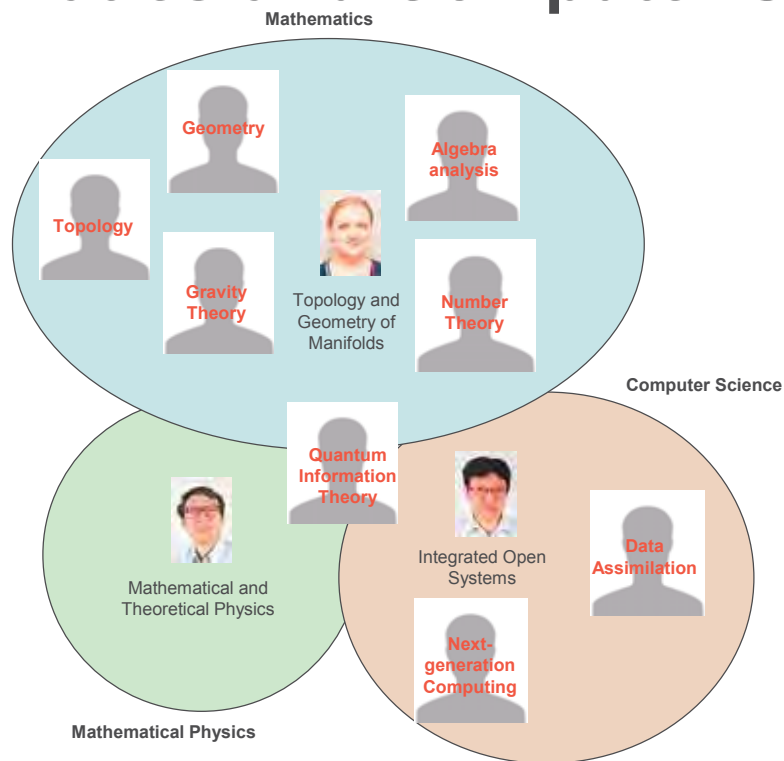 Mathematics
Geometry
Algebra
analysis
Topology
Gravity
Theory
Topology and
Geometry of
Manifolds
Number
Theory
Computer Science
Quantum
Information
Theory
Mathematical and
Theoretical Physics
Integrated Open
Systems
Data
Assimilation
Next-
generation
Computing
Mathematical Physics